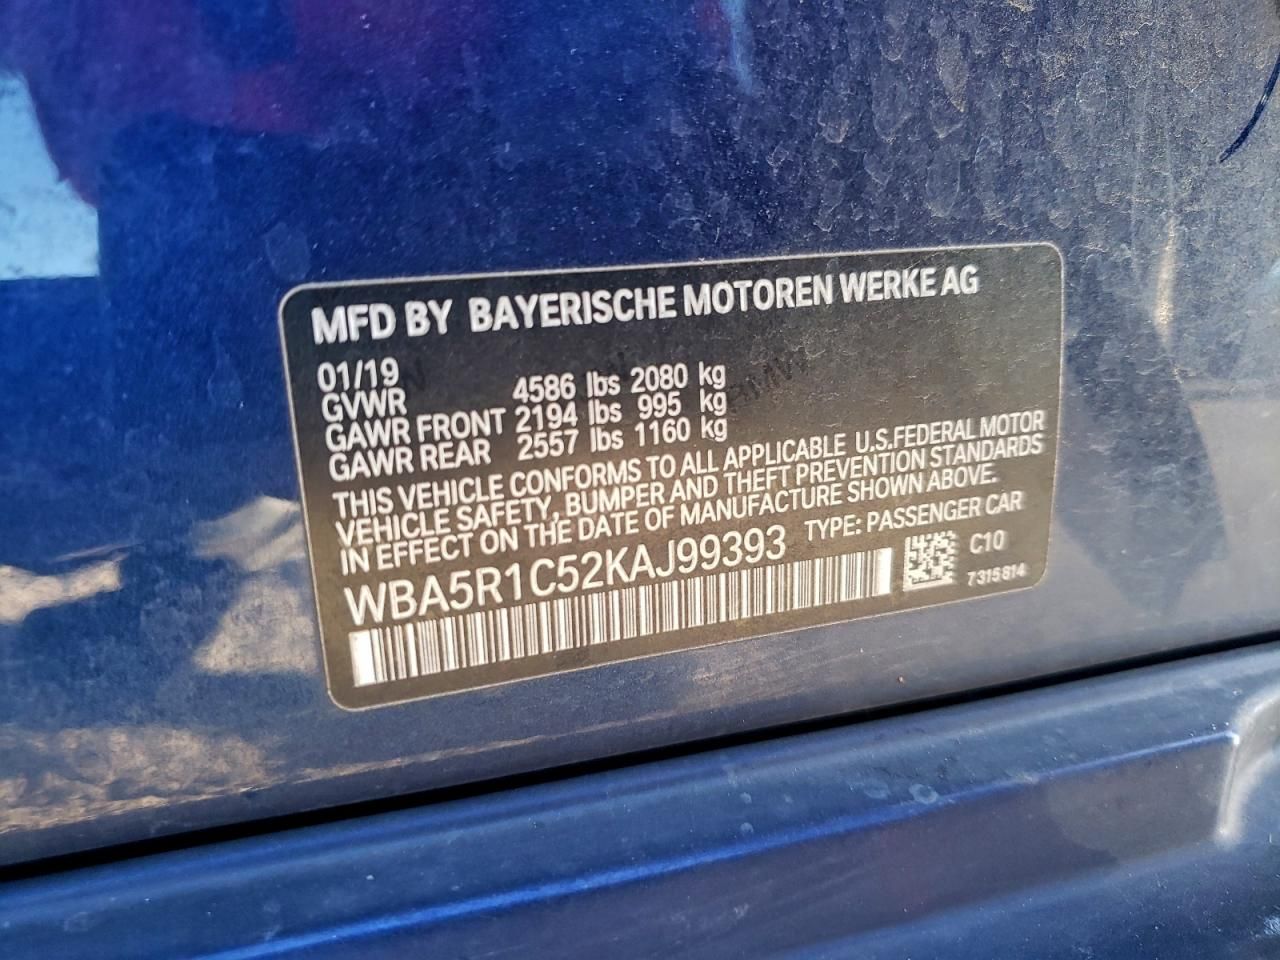 MFD BY BAYERISCHE MOTOREN WERKE AG
01/19
GVWR 4586 lbs 2080 kg
GAWR FRONT 2194 lbs 995 kg
GAWR REAR 2557 lbs 1160 kg
THIS VEHICLE CONFORMS TO ALL APPLICABLE U.S.FEDERAL MOTOR
VEHICLE SAFETY, BUMPER AND THEFT PREVENTION STANDARDS
IN EFFECT ON THE DATE OF MANUFACTURE SHOWN ABOVE.
WBA5R1C52KAJ99393 TYPE: PASSENGER CAR
C10
7315814